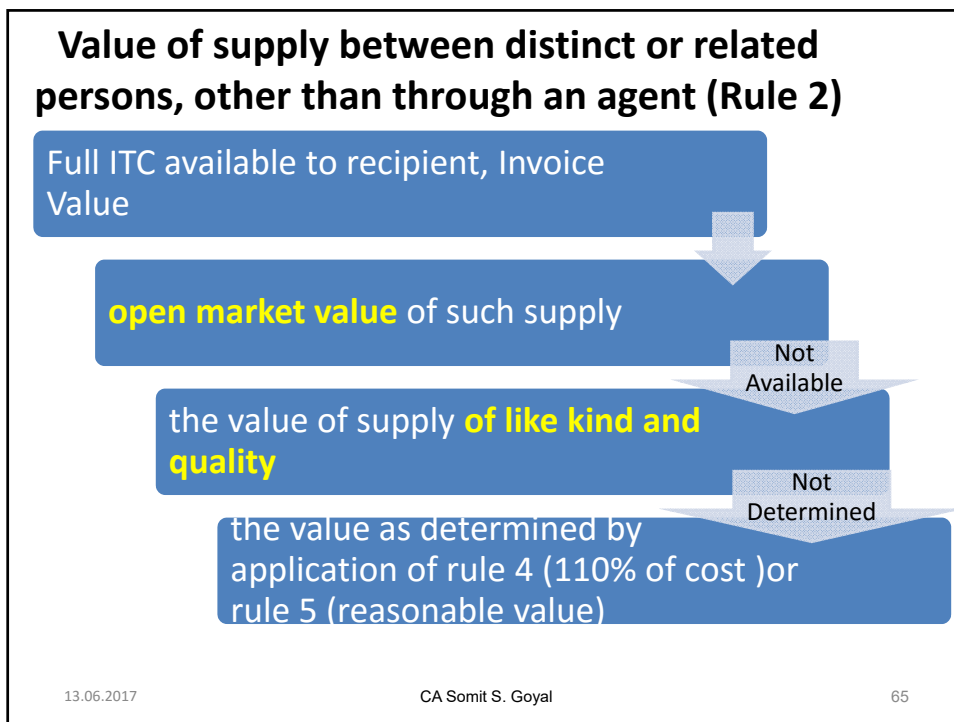 Value of supply between distinct or related
persons, other than through an agent (Rule 2)
Full ITC available to recipient, Invoice
Value
open market value of such supply
Not
Available
the value of supply of like kind and
quality
Not
Determined
the value as determined by
application of rule 4 (110% of cost )or
rule 5 (reasonable value)
13.06.2017
CA Somit S. Goyal
65